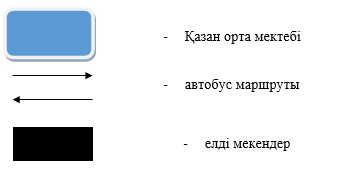 - Қазан орта мектебі
- автобус маршруты
- елді мекендер